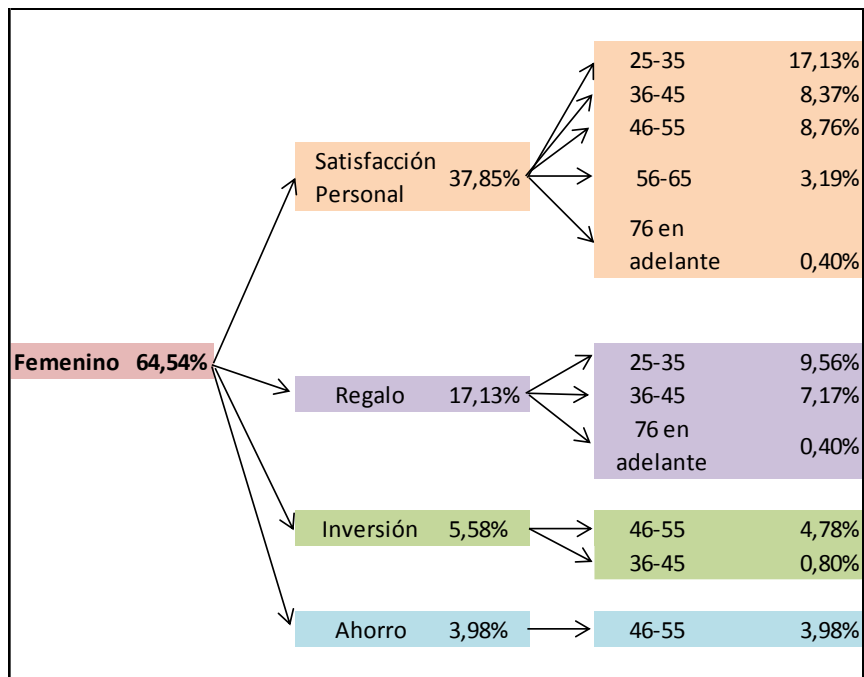 25-35 17,13%
36-45 8,37%
46-55 8,76%
Satisfacción
Personal 37,85%
56-65 3,19%
76 en
adelante 0,40%
Femenino 64,54%
25-35 9,56%
Regalo 17,13%
36-45 7,17%
76 en
adelante 0,40%
Inversión 5,58%
46-55 4,78%
36-45 0,80%
Ahorro 3,98%
46-55 3,98%